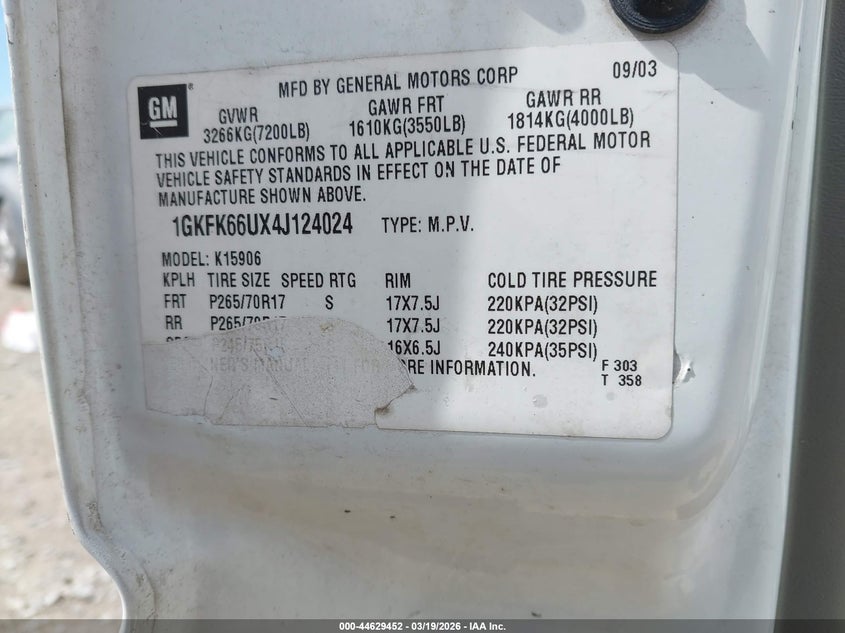 GM
MFD BY GENERAL MOTORS CORP 09/03
GVWR GAWR FRT GAWR RR
3266KG(7200LB) 1610KG(3550LB) 1814KG(4000LB)
THIS VEHICLE CONFORMS TO ALL APPLICABLE U.S. FEDERAL MOTOR
VEHICLE SAFETY STANDARDS IN EFFECT ON THE DATE OF
MANUFACTURE SHOWN ABOVE.
1GKFK66UX4J124024 TYPE: M.P.V.
MODEL: K15906
KPLH TIRE SIZE SPEED RTG RIM COLD TIRE PRESSURE
FRT P265/70R17 S 17X7.5J 220KPA(32PSI)
RR P265/70R17 17X7.5J 220KPA(32PSI)
16X6.5J 240KPA(35PSI)
INFORMATION.
F 303
T 358
000-44629452 — 03/19/2026 — IAA Inc.